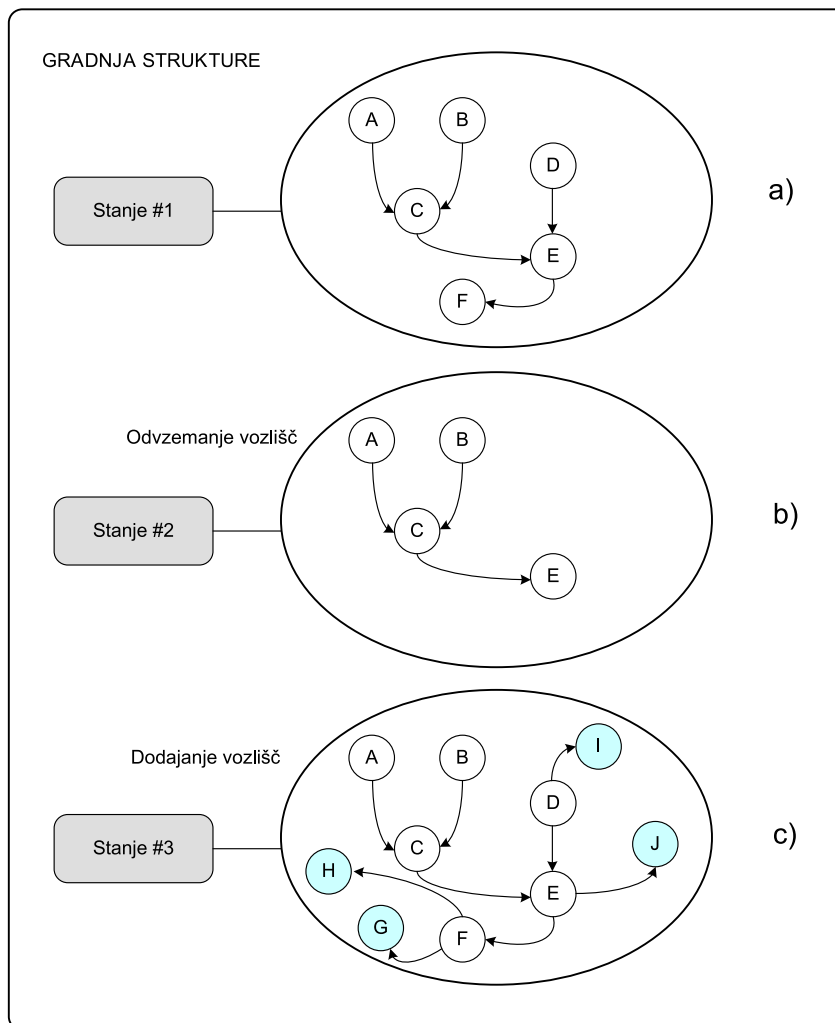 GRADNJA STRUKTURE
A
B
D
Stanje #1
C
a)
E
F
Odvzemanje vozlišč
A
B
Stanje #2
C
b)
E
Dodajanje vozlišč
A
B
I
D
Stanje #3
C
c)
J
H
E
G
F